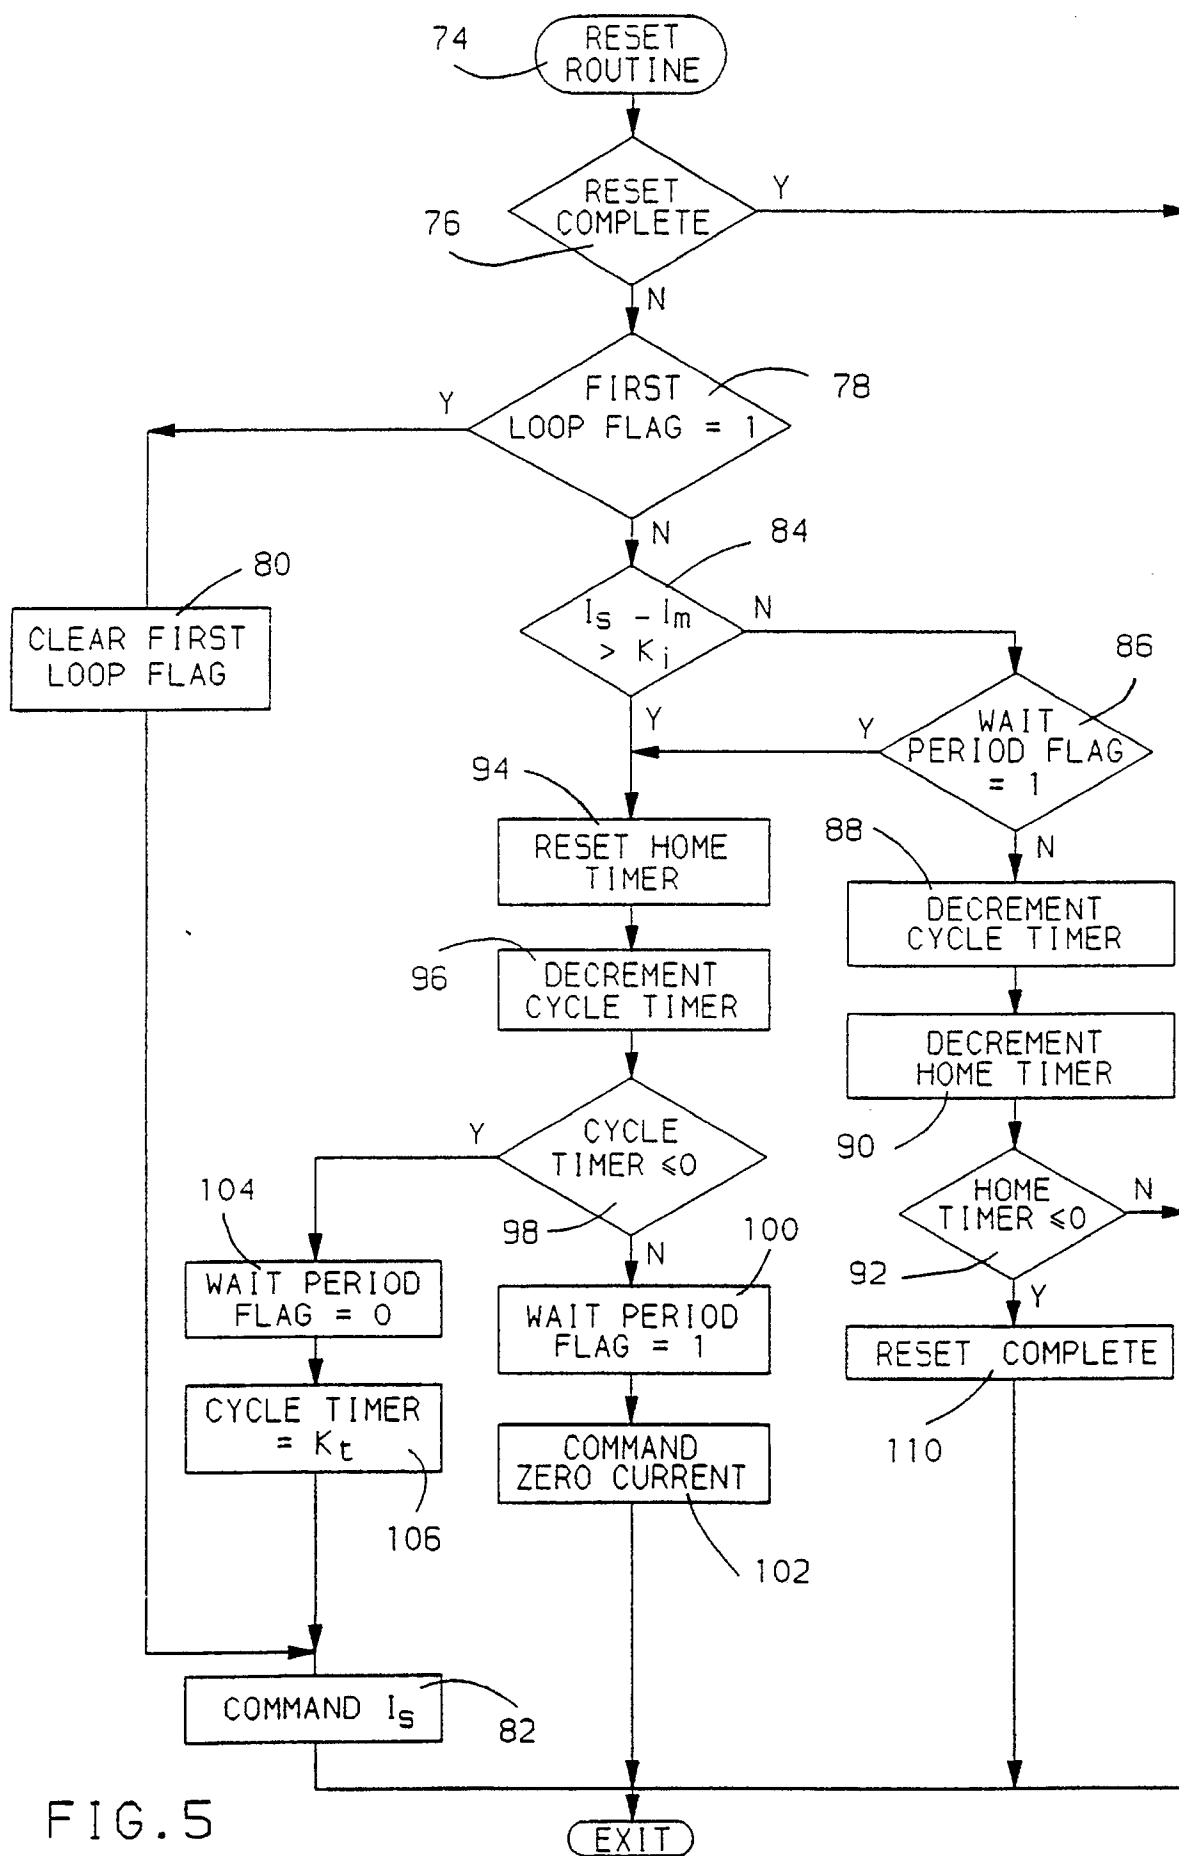 74
RESET
ROUTINE
RESET
COMPLETE
Y
76
N
FIRST
LOOP FLAG = 1
78
Y
N
84
80
CLEAR FIRST
LOOP FLAG
Is - Im
> Ki
N
86
Y
WAIT
PERIOD FLAG
= 1
Y
94
N
88
RESET HOME
TIMER
DECREMENT
CYCLE TIMER
96
DECREMENT
CYCLE TIMER
DECREMENT
HOME TIMER
90
Y
CYCLE
TIMER ≤0
98
N
HOME
TIMER ≤0
N
92
Y
104
100
WAIT PERIOD
FLAG = 0
WAIT PERIOD
FLAG = 1
RESET COMPLETE
110
CYCLE TIMER
= Kt
106
COMMAND
ZERO CURRENT
102
COMMAND Is
82
FIG.5
EXIT